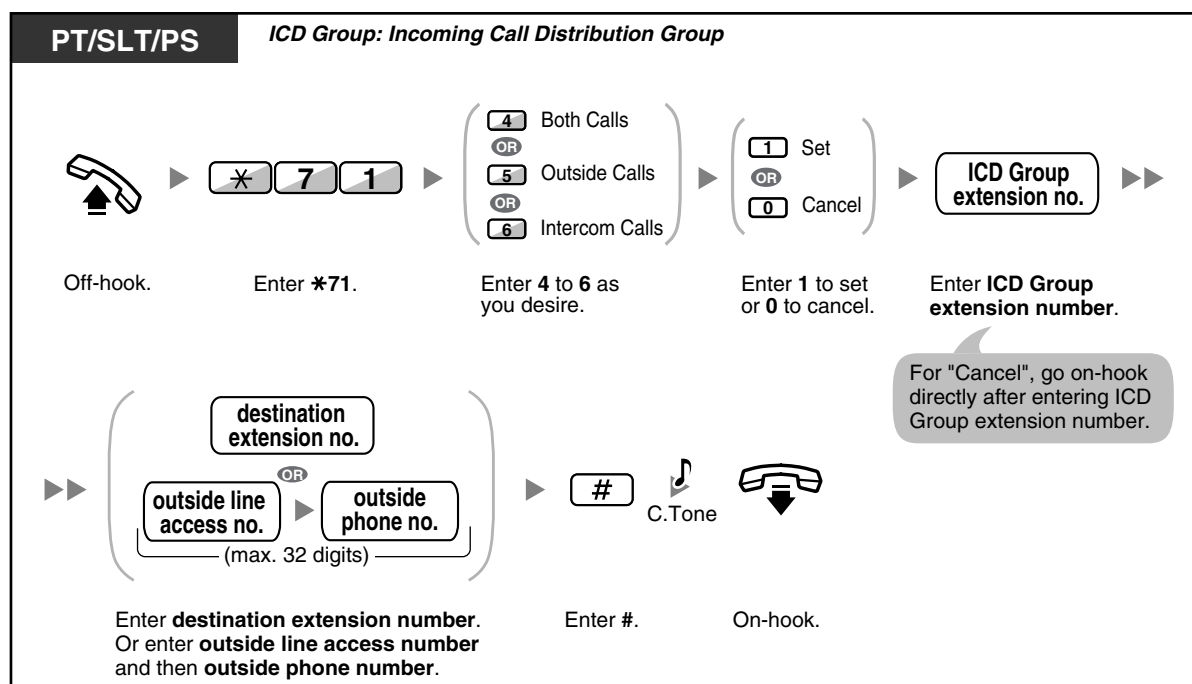 PT/SLT/PS
ICD Group: Incoming Call Distribution Group
4 Both Calls
OR
5 Outside Calls
OR
6 Intercom Calls
1 Set
OR
0 Cancel
* 7 1
ICD Group
extension no.
Off-hook.
Enter *71.
Enter 4 to 6 as
you desire.
Enter 1 to set
or 0 to cancel.
Enter ICD Group
extension number.
For "Cancel", go on-hook
directly after entering ICD
Group extension number.
destination
extension no.
OR
outside line
access no.
outside
phone no.
(max. 32 digits)
#
C.Tone
Enter destination extension number.
Or enter outside line access number
and then outside phone number.
Enter #.
On-hook.